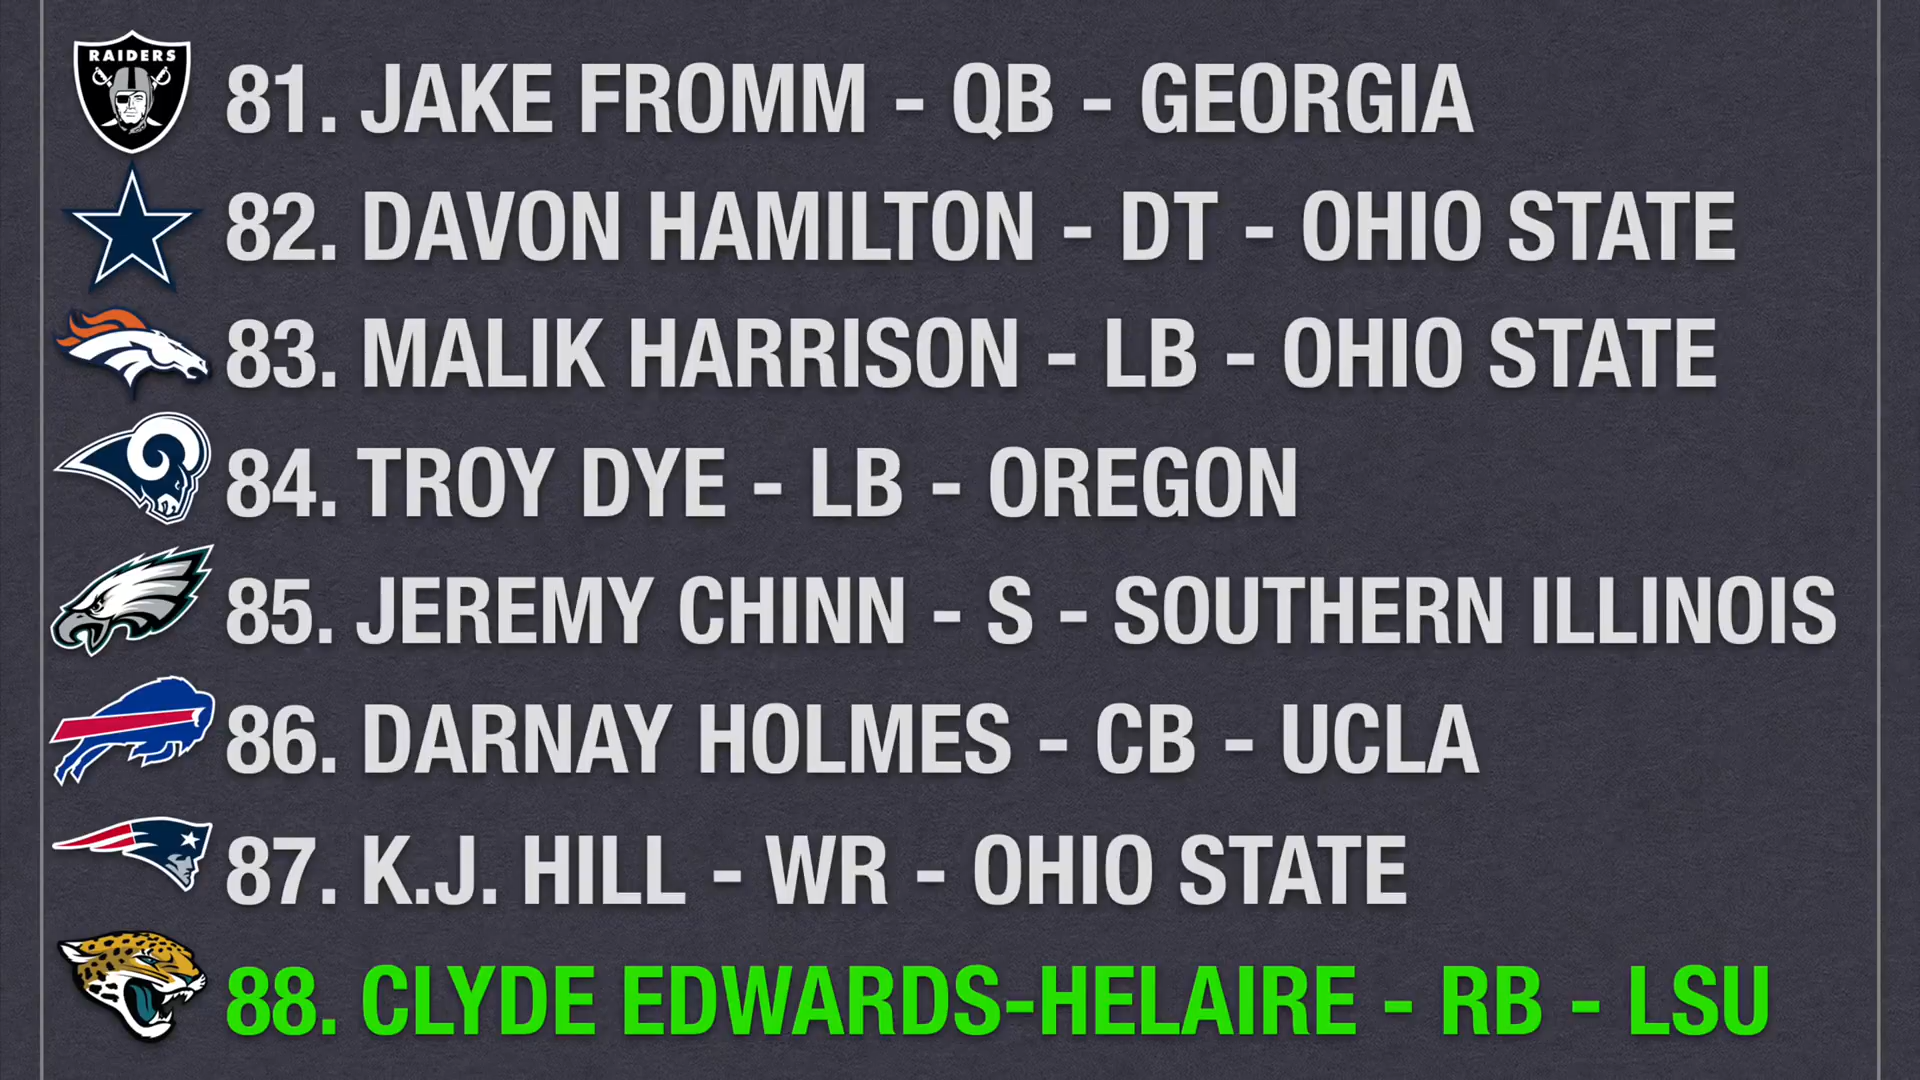 RAIDERS
81. JAKE FROMM - QB - GEORGIA
82. DAVON HAMILTON - DT - OHIO STATE
83. MALIK HARRISON - LB - OHIO STATE
84. TROY DYE - LB - OREGON
85. JEREMY CHINN - S - SOUTHERN ILLINOIS
86. DARNAY HOLMES - CB - UCLA
87. K.J. HILL - WR - OHIO STATE
88. CLYDE EDWARDS-HELAIRE - RB - LSU